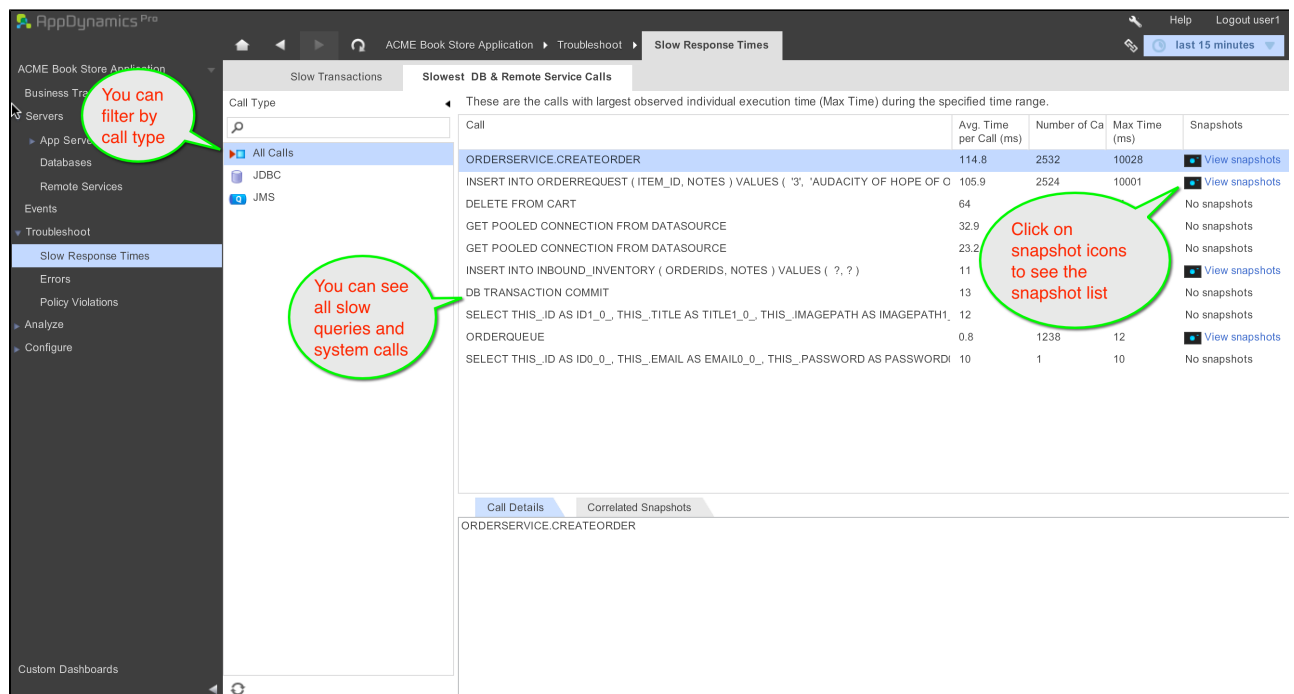 AppDynamics Pro
Help Logout user1
ACME Book Store Application Troubleshoot Slow Response Times
last 15 minutes
ACME Book Store Application
Business Tra
Servers
App Serve
Databases
Remote Services
Events
Troubleshoot
Slow Response Times
Errors
Policy Violations
Analyze
Configure
Custom Dashboards
You can
filter by
call type
Slow Transactions Slowest DB & Remote Service Calls
Call Type
All Calls
JDBC
JMS
These are the calls with largest observed individual execution time (Max Time) during the specified time range.
Call Avg. Time per Call (ms) Number of Ca Max Time (ms) Snapshots
ORDERSERVICE.CREATEORDER 114.8 2532 10028 View snapshots
INSERT INTO ORDERREQUEST ( ITEM_ID, NOTES ) VALUES ( '3', 'AUDACITY OF HOPE OF O 105.9 2524 10001 View snapshots
DELETE FROM CART 64 No snapshots
GET POOLED CONNECTION FROM DATASOURCE 32.9 No snapshots
GET POOLED CONNECTION FROM DATASOURCE 23.2 No snapshots
INSERT INTO INBOUND_INVENTORY ( ORDERIDS, NOTES ) VALUES ( ?, ? ) 11 View snapshots
DB TRANSACTION COMMIT 13 No snapshots
SELECT THIS_.ID AS ID1_0_, THIS_.TITLE AS TITLE1_0_, THIS_.IMAGEPATH AS IMAGEPATH1_ 12 No snapshots
ORDERQUEUE 0.8 1238 12 View snapshots
SELECT THIS_.ID AS ID0_0_, THIS_.EMAIL AS EMAIL0_0_, THIS_.PASSWORD AS PASSWORD( 10 1 10 No snapshots
You can see
all slow
queries and
system calls
Click on
snapshot icons
to see the
snapshot list
Call Details Correlated Snapshots
ORDERSERVICE.CREATEORDER